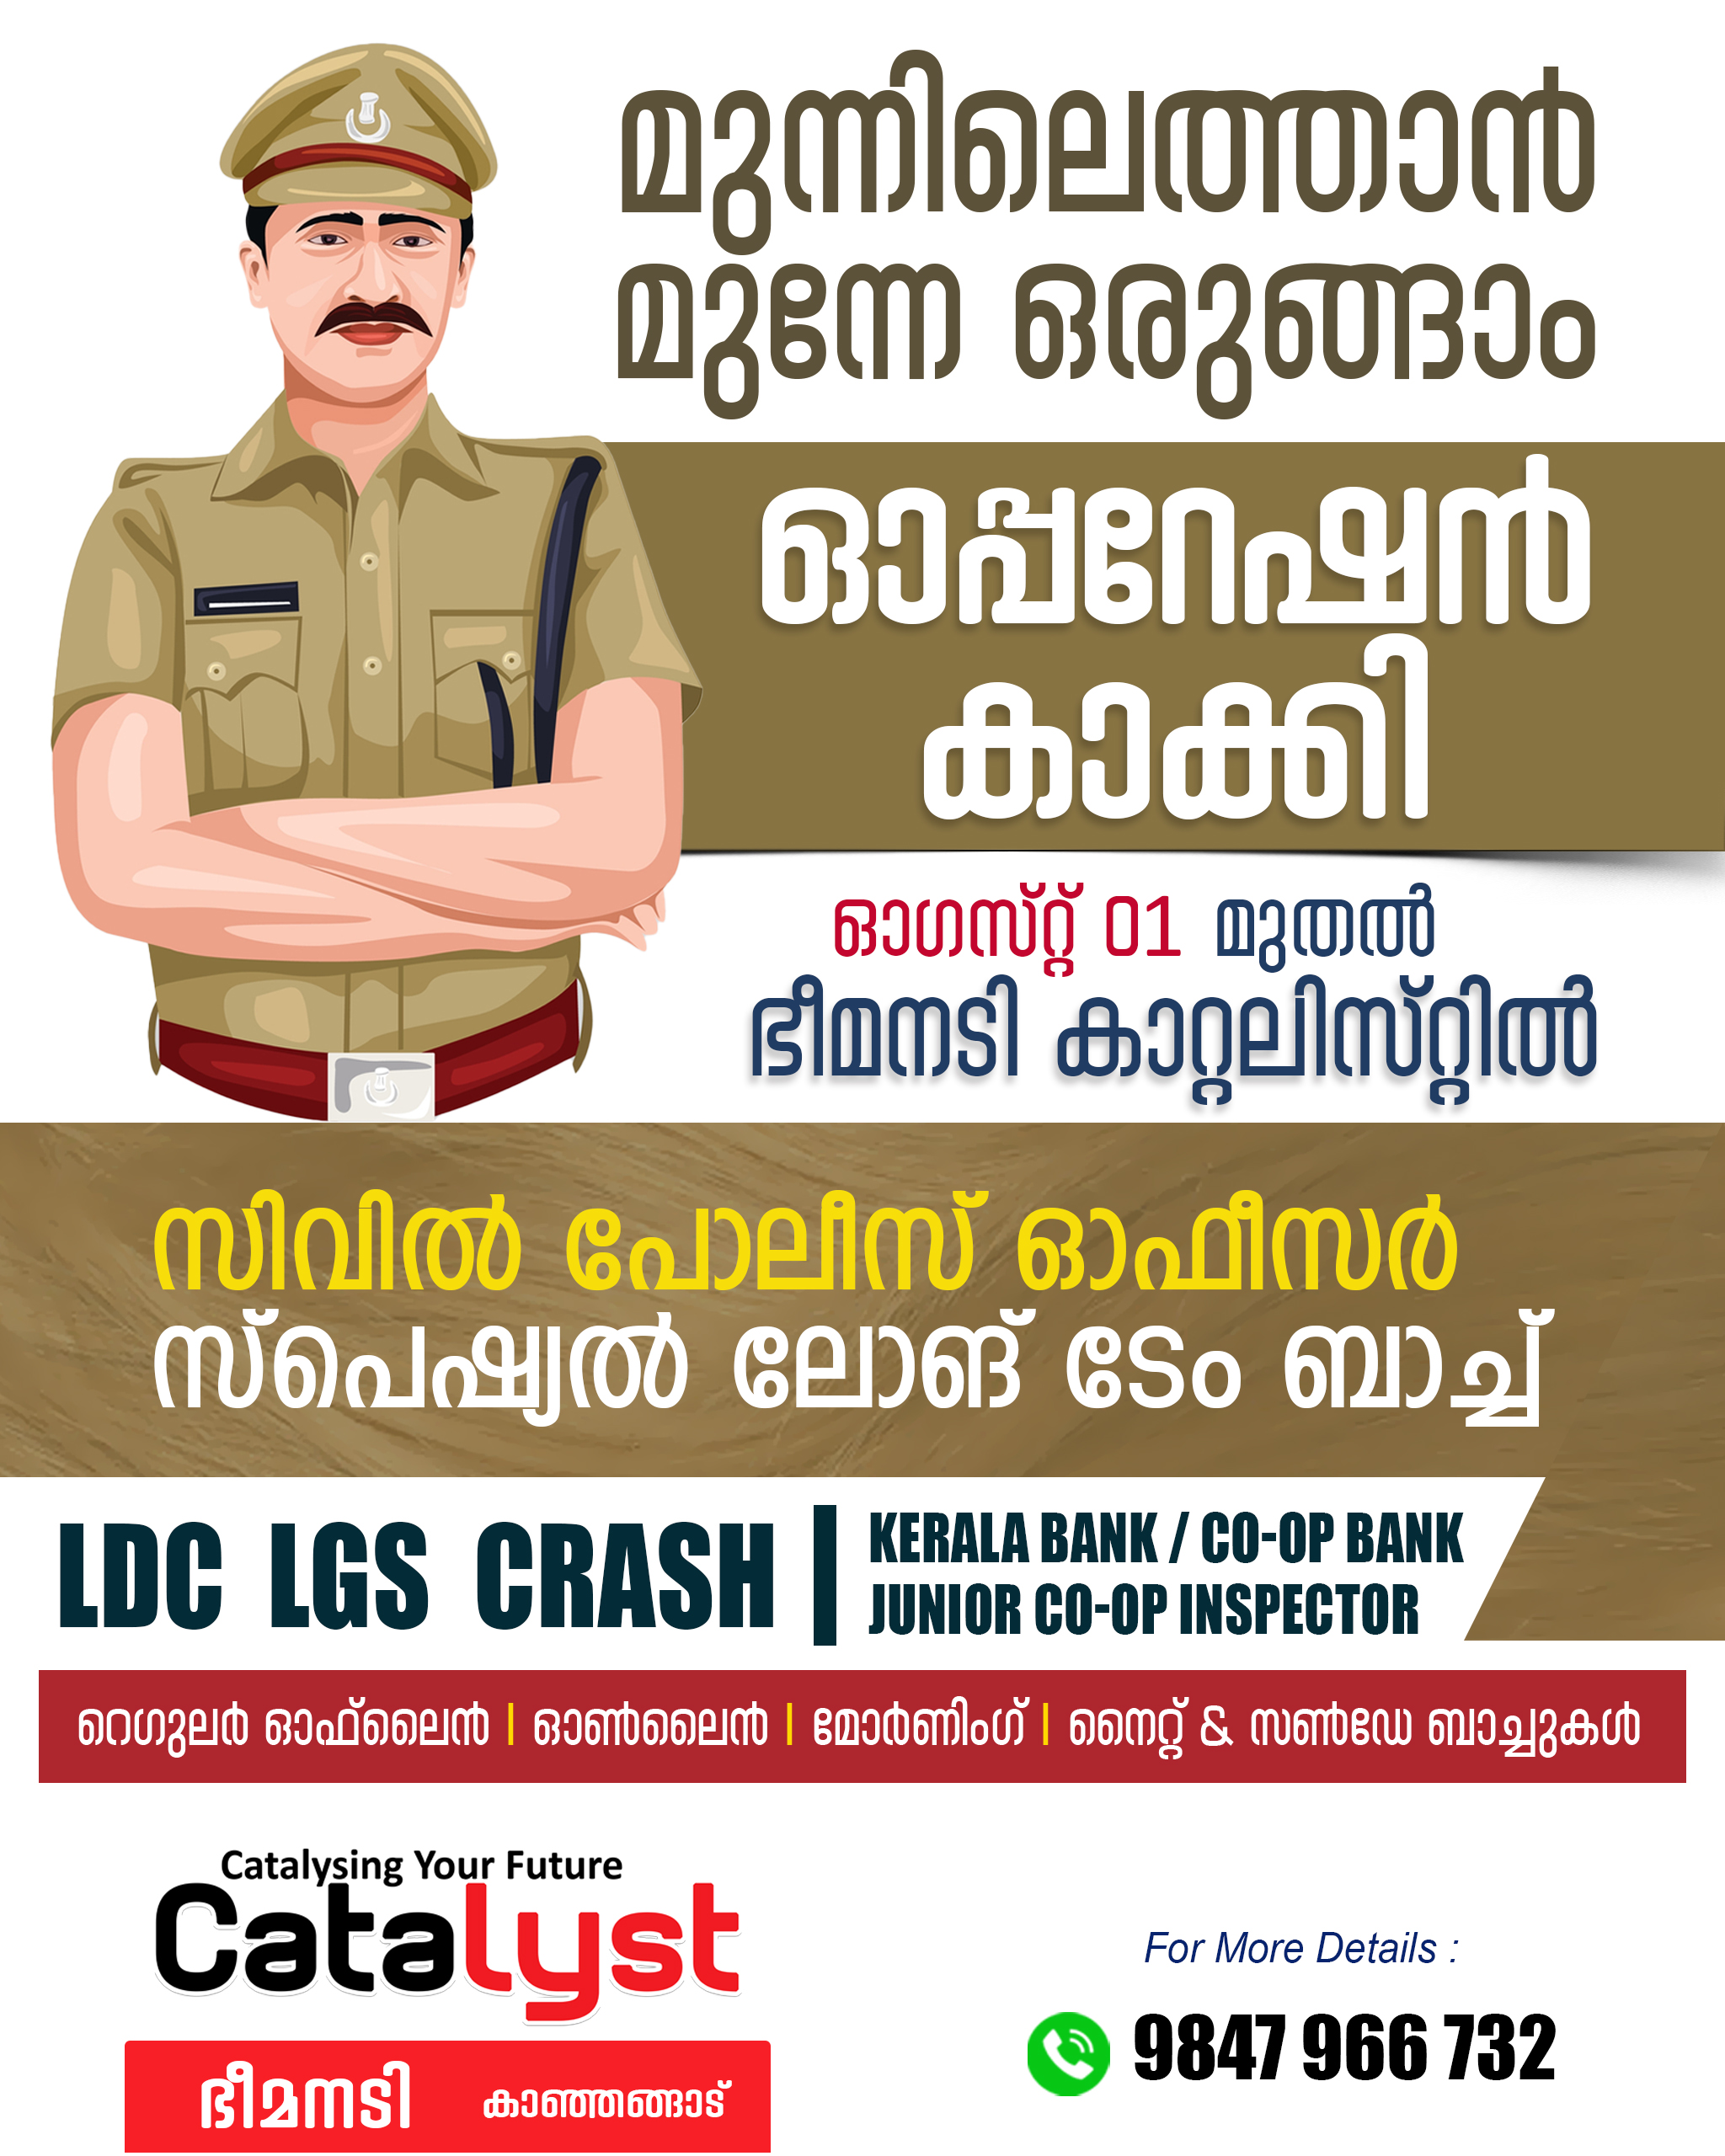 മുന്നിലെത്താൻ
മുന്നേ ഒരുങ്ങാം
ഓപ്പറേഷൻ
കാക്കി
ഓഗസ്റ്റ് 01 മുതൽ
ഭീമനടി കാറ്റലിസ്റ്റിൽ
സിവിൽ പോലീസ് ഓഫീസർ
സ്പെഷ്യൽ ലോങ് ടേം ബാച്ച്
LDC LGS CRASH
KERALA BANK / CO-OP BANK
JUNIOR CO-OP INSPECTOR
റെഗുലർ ഓഫ്‌ലൈൻ | ഓൺലൈൻ | മോർണിംഗ് | നൈറ്റ് & സൺഡേ ബാച്ചുകൾ
Catalysing Your Future
Catalyst
ഭീമനടി കാഞ്ഞങ്ങാട്
For More Details :
9847 966 732